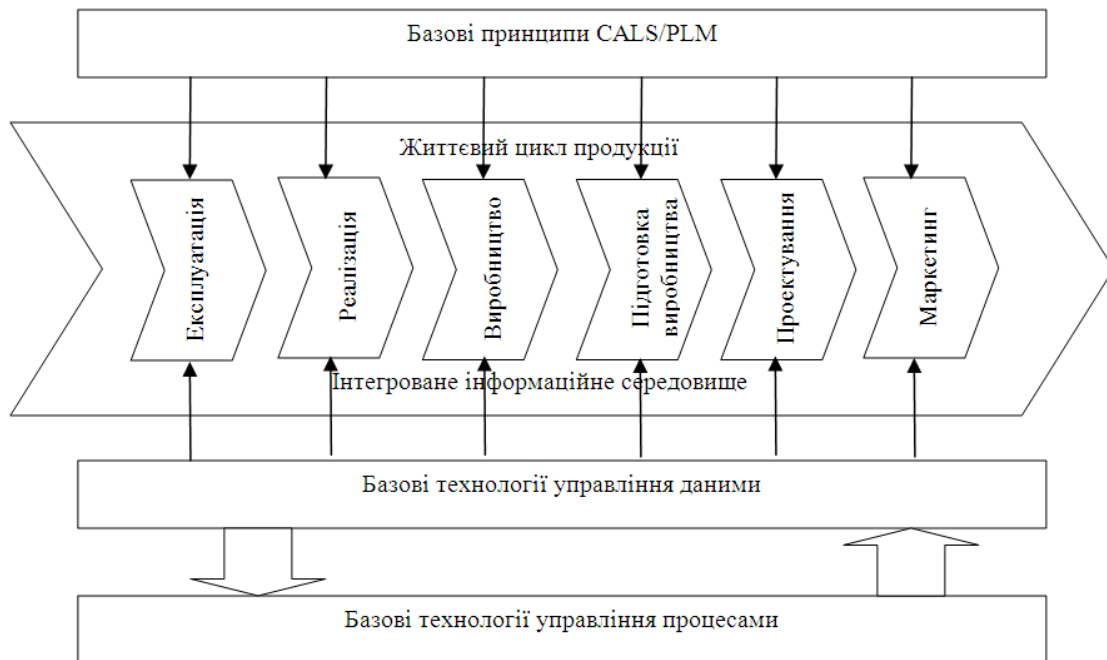 Базові принципи CALS/PLM
Життєвий цикл продукції
Експлуатація
Реалізація
Виробництво
Підготовка
виробництва
Проектування
Маркетинг
Інтегроване інформаційне середовище
Базові технології управління даними
Базові технології управління процесами